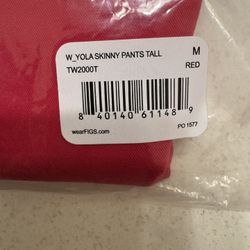 W_YOLA SKINNY PANTS TALL M
TW2000T RED
8 40140 61148 9
wearFIGS.com PO 1577